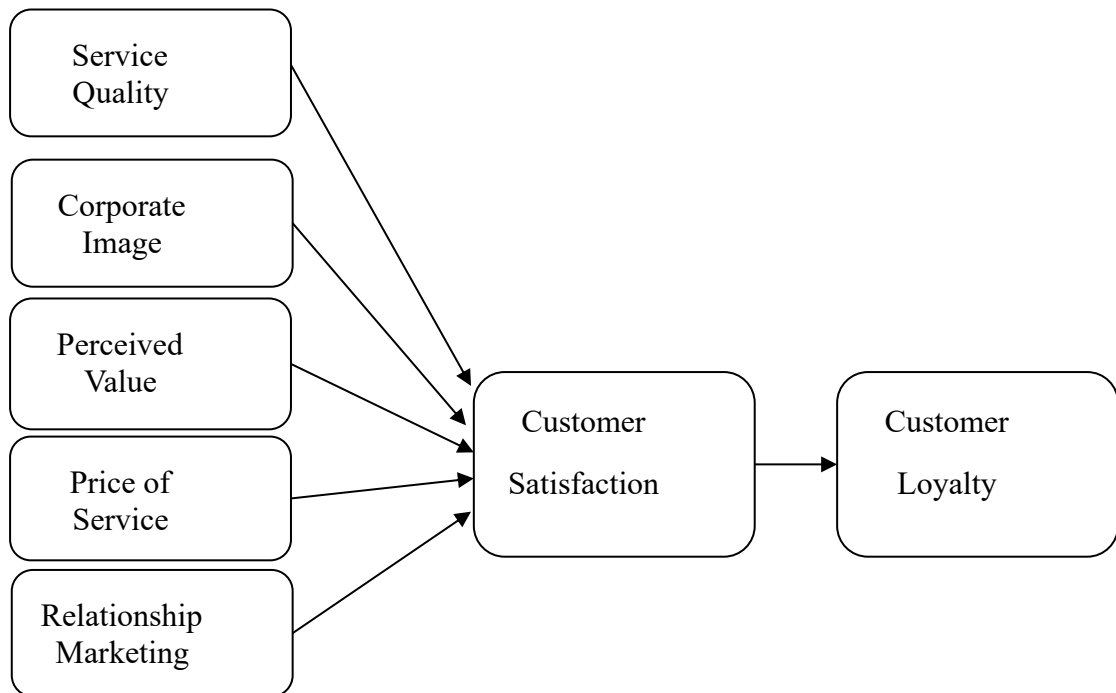 Service
Quality
Corporate
Image
Perceived
Value
Price of
Service
Relationship
Marketing
Customer
Satisfaction
Customer
Loyalty